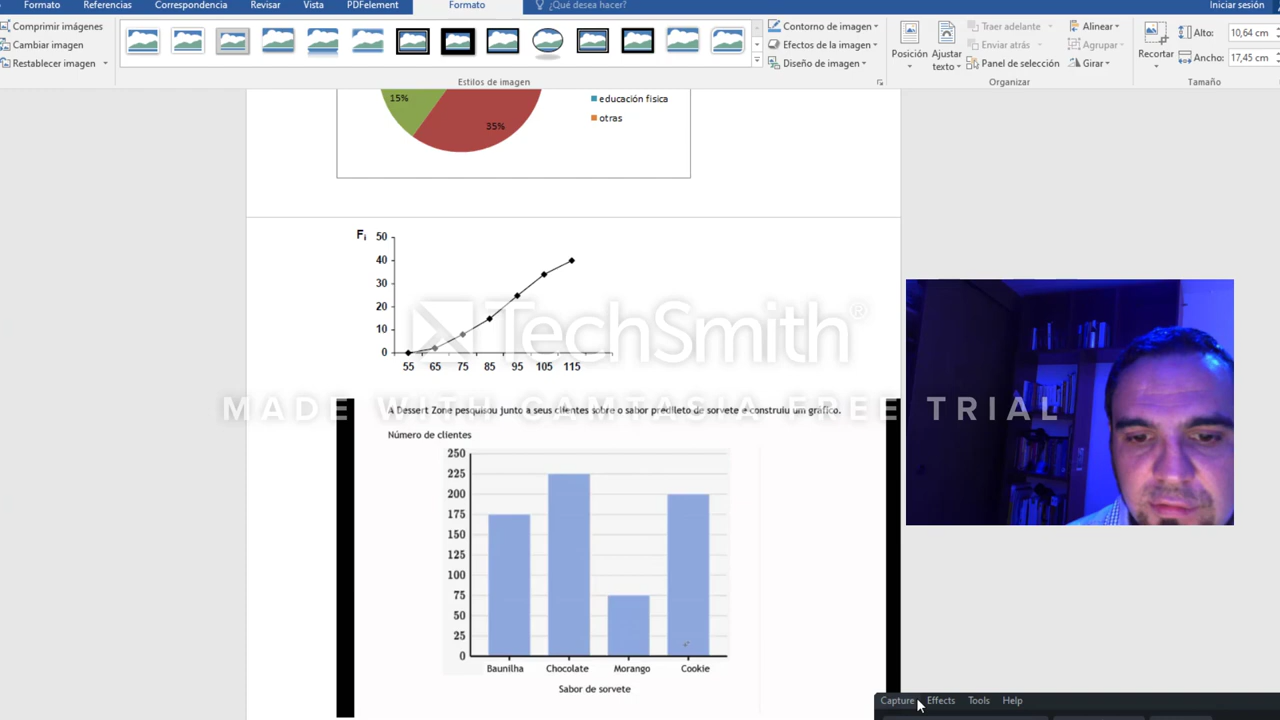 Formato Referencias Correspondencia Revisar Vista PDFelement Formato ¿Qué desea hacer? Iniciar sesión
Comprimir imágenes
Cambiar imagen
Restablecer imagen
Contorno de imagen
Efectos de la imagen
Diseño de imagen
Estilos de imagen
Posición
Ajustar texto
Traer adelante
Enviar atrás
Panel de selección
Alinear
Agrupar
Girar
Organizar
Recortar
Alto: 10,64 cm
Ancho: 17,45 cm
Tamaño
15%
35%
educación fisica
otras
Fi 50
40
30
20
10
0
55 65 75 85 95 105 115
TechSmith®
MADE WITH CAMTASIA FREE TRIAL
A Dessert Zone pesquisou junto a seus clientes sobre o sabor predileto de sorvete e construiu um gráfico.
Número de clientes
250
225
200
175
150
125
100
75
50
25
0
Baunilha Chocolate Morango Cookie
Sabor de sorvete
Capture Effects Tools Help